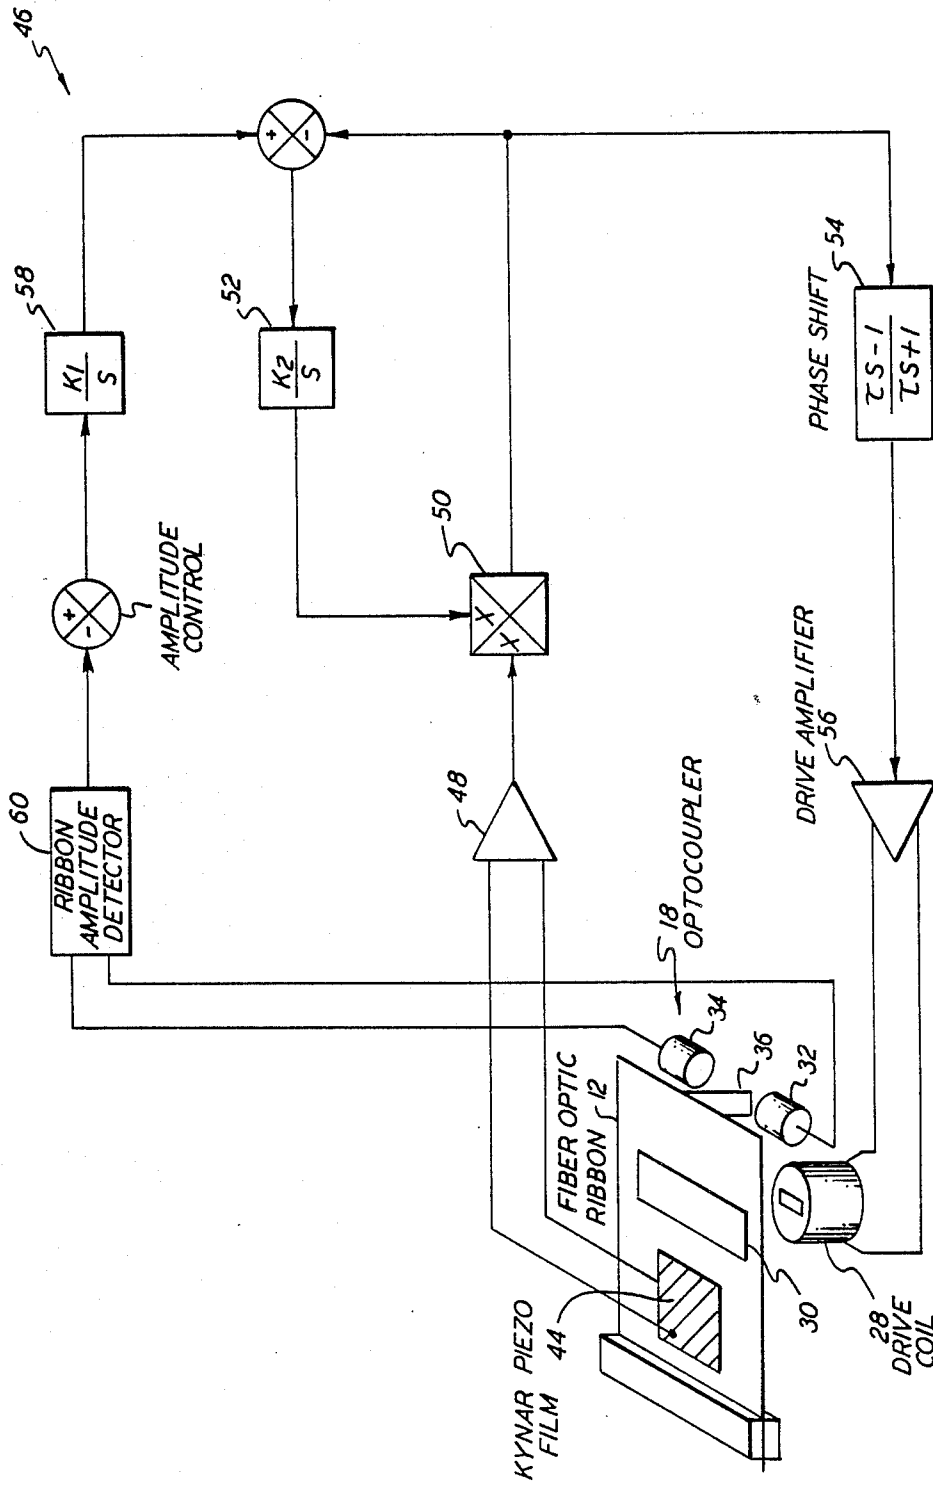 46
58
K1
S
+
-
AMPLITUDE
CONTROL
60
RIBBON
AMPLITUDE
DETECTOR
+
-
52
K2
S
50
X
X
48
PHASE SHIFT
54
τS-1
τS+1
DRIVE AMPLIFIER
56
18
OPTOCOUPLER
34
36
32
FIBER OPTIC
RIBBON 12
KYNAR PIEZO
FILM 44
30
28
DRIVE
COIL